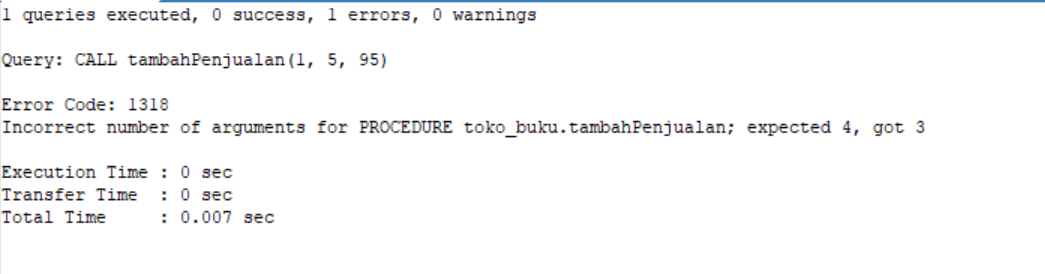 1 queries executed, 0 success, 1 errors, 0 warnings
Query: CALL tambahPenjualan(1, 5, 95)
Error Code: 1318
Incorrect number of arguments for PROCEDURE toko_buku.tambahPenjualan; expected 4, got 3
Execution Time : 0 sec
Transfer Time  : 0 sec
Total Time     : 0.007 sec